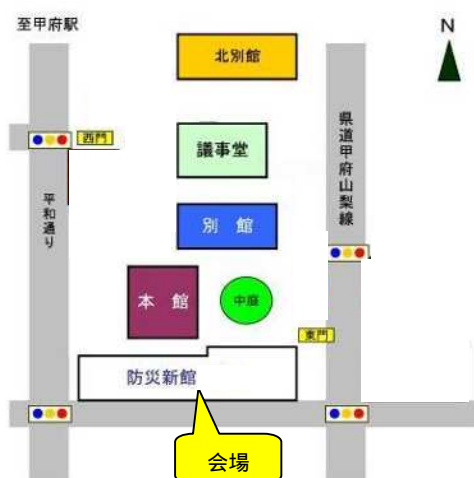 至甲府駅
N
北別館
西門
議事堂
県道甲府山梨線
平和通り
別 館
本 館
中庭
東門
防災新館
会場